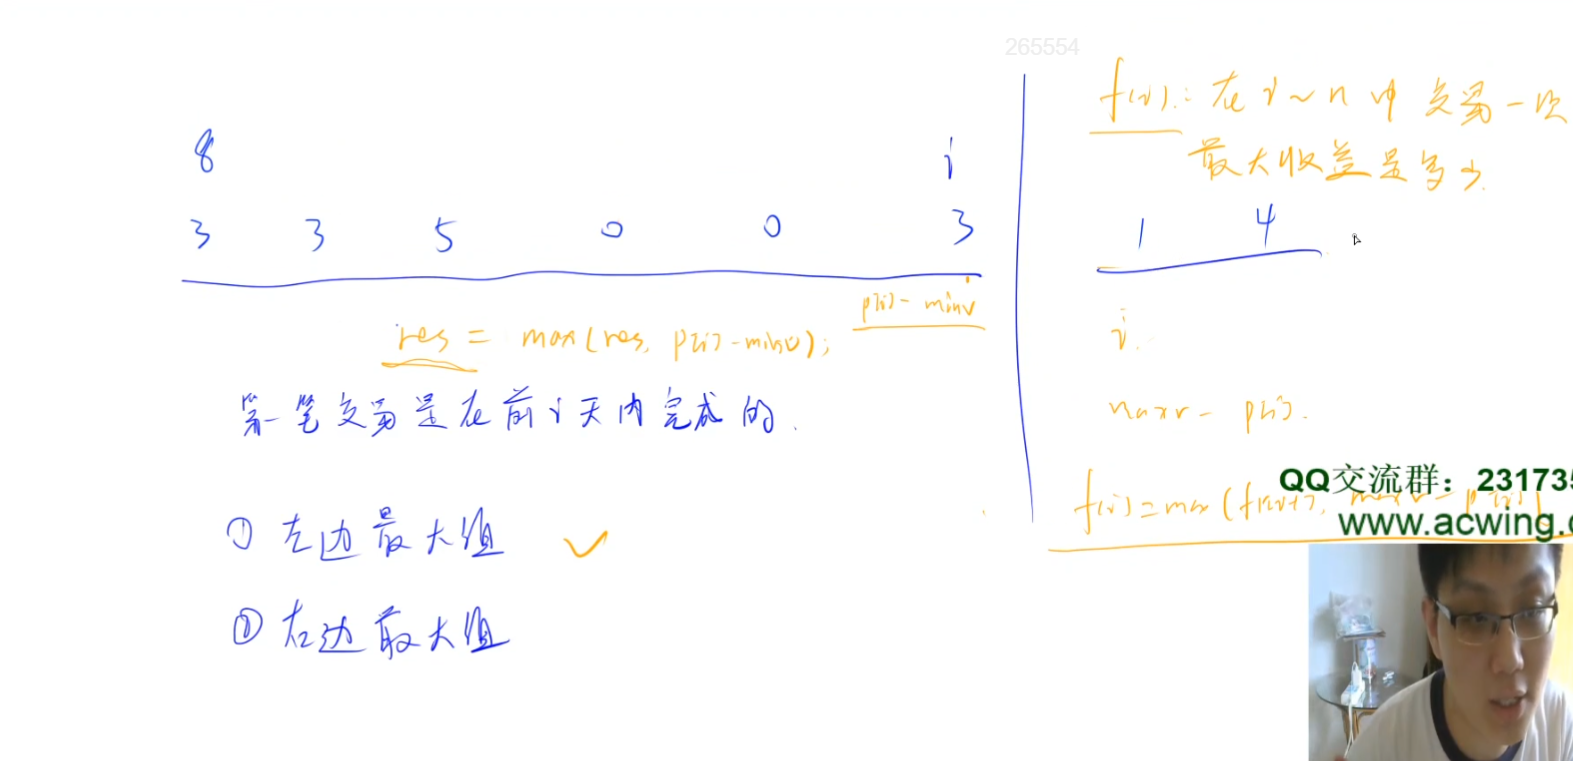 265554
8 i
3 3 5 0 0 3
p[i] - minv
res = max(res, p[i]-minv);
第一笔交易是在前i天内完成的.
① 左边最大值 ✓
② 右边最大值
f(i): 在i~n中交易一次
最大收益是多少.
1 4
i.
maxv - p[i].
f(i)=max(f(i+1), maxv - p[i])
QQ交流群：23173
www.acwing.